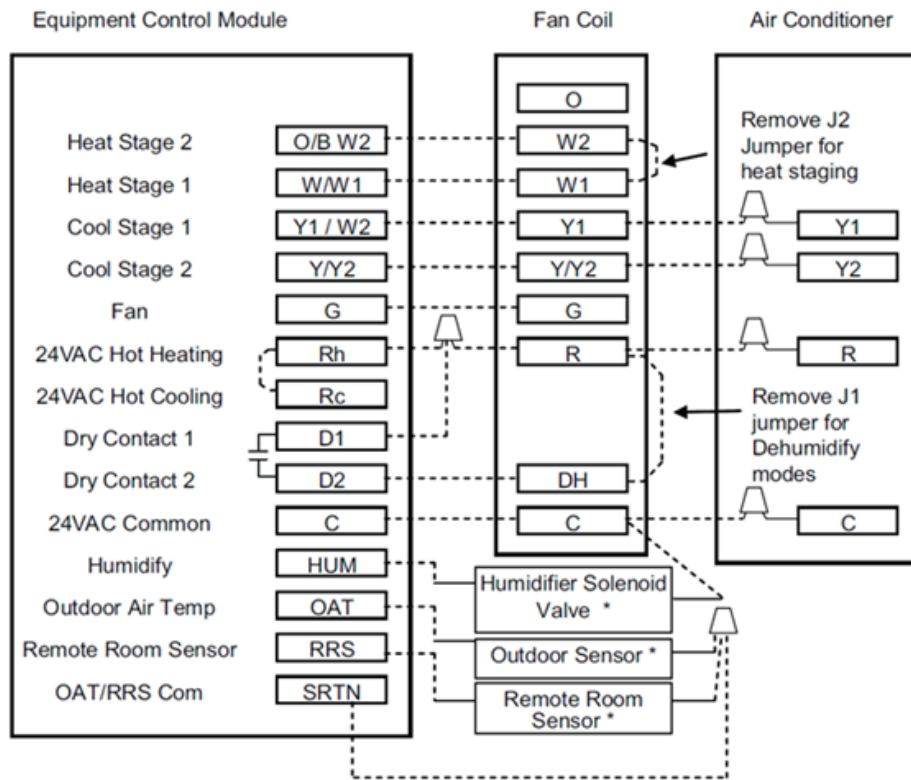 Equipment Control Module
Fan Coil
Air Conditioner
O
Heat Stage 2
O/B W2
W2
Remove J2
Jumper for
heat staging
Heat Stage 1
W/W1
W1
Cool Stage 1
Y1 / W2
Y1
Y1
Cool Stage 2
Y/Y2
Y/Y2
Y2
Fan
G
G
24VAC Hot Heating
Rh
R
R
24VAC Hot Cooling
Rc
Remove J1
jumper for
Dehumidify
modes
Dry Contact 1
D1
Dry Contact 2
D2
DH
24VAC Common
C
C
C
Humidify
HUM
Humidifier Solenoid
Valve *
Outdoor Air Temp
OAT
Outdoor Sensor *
Remote Room Sensor
RRS
Remote Room
Sensor *
OAT/RRS Com
SRTN